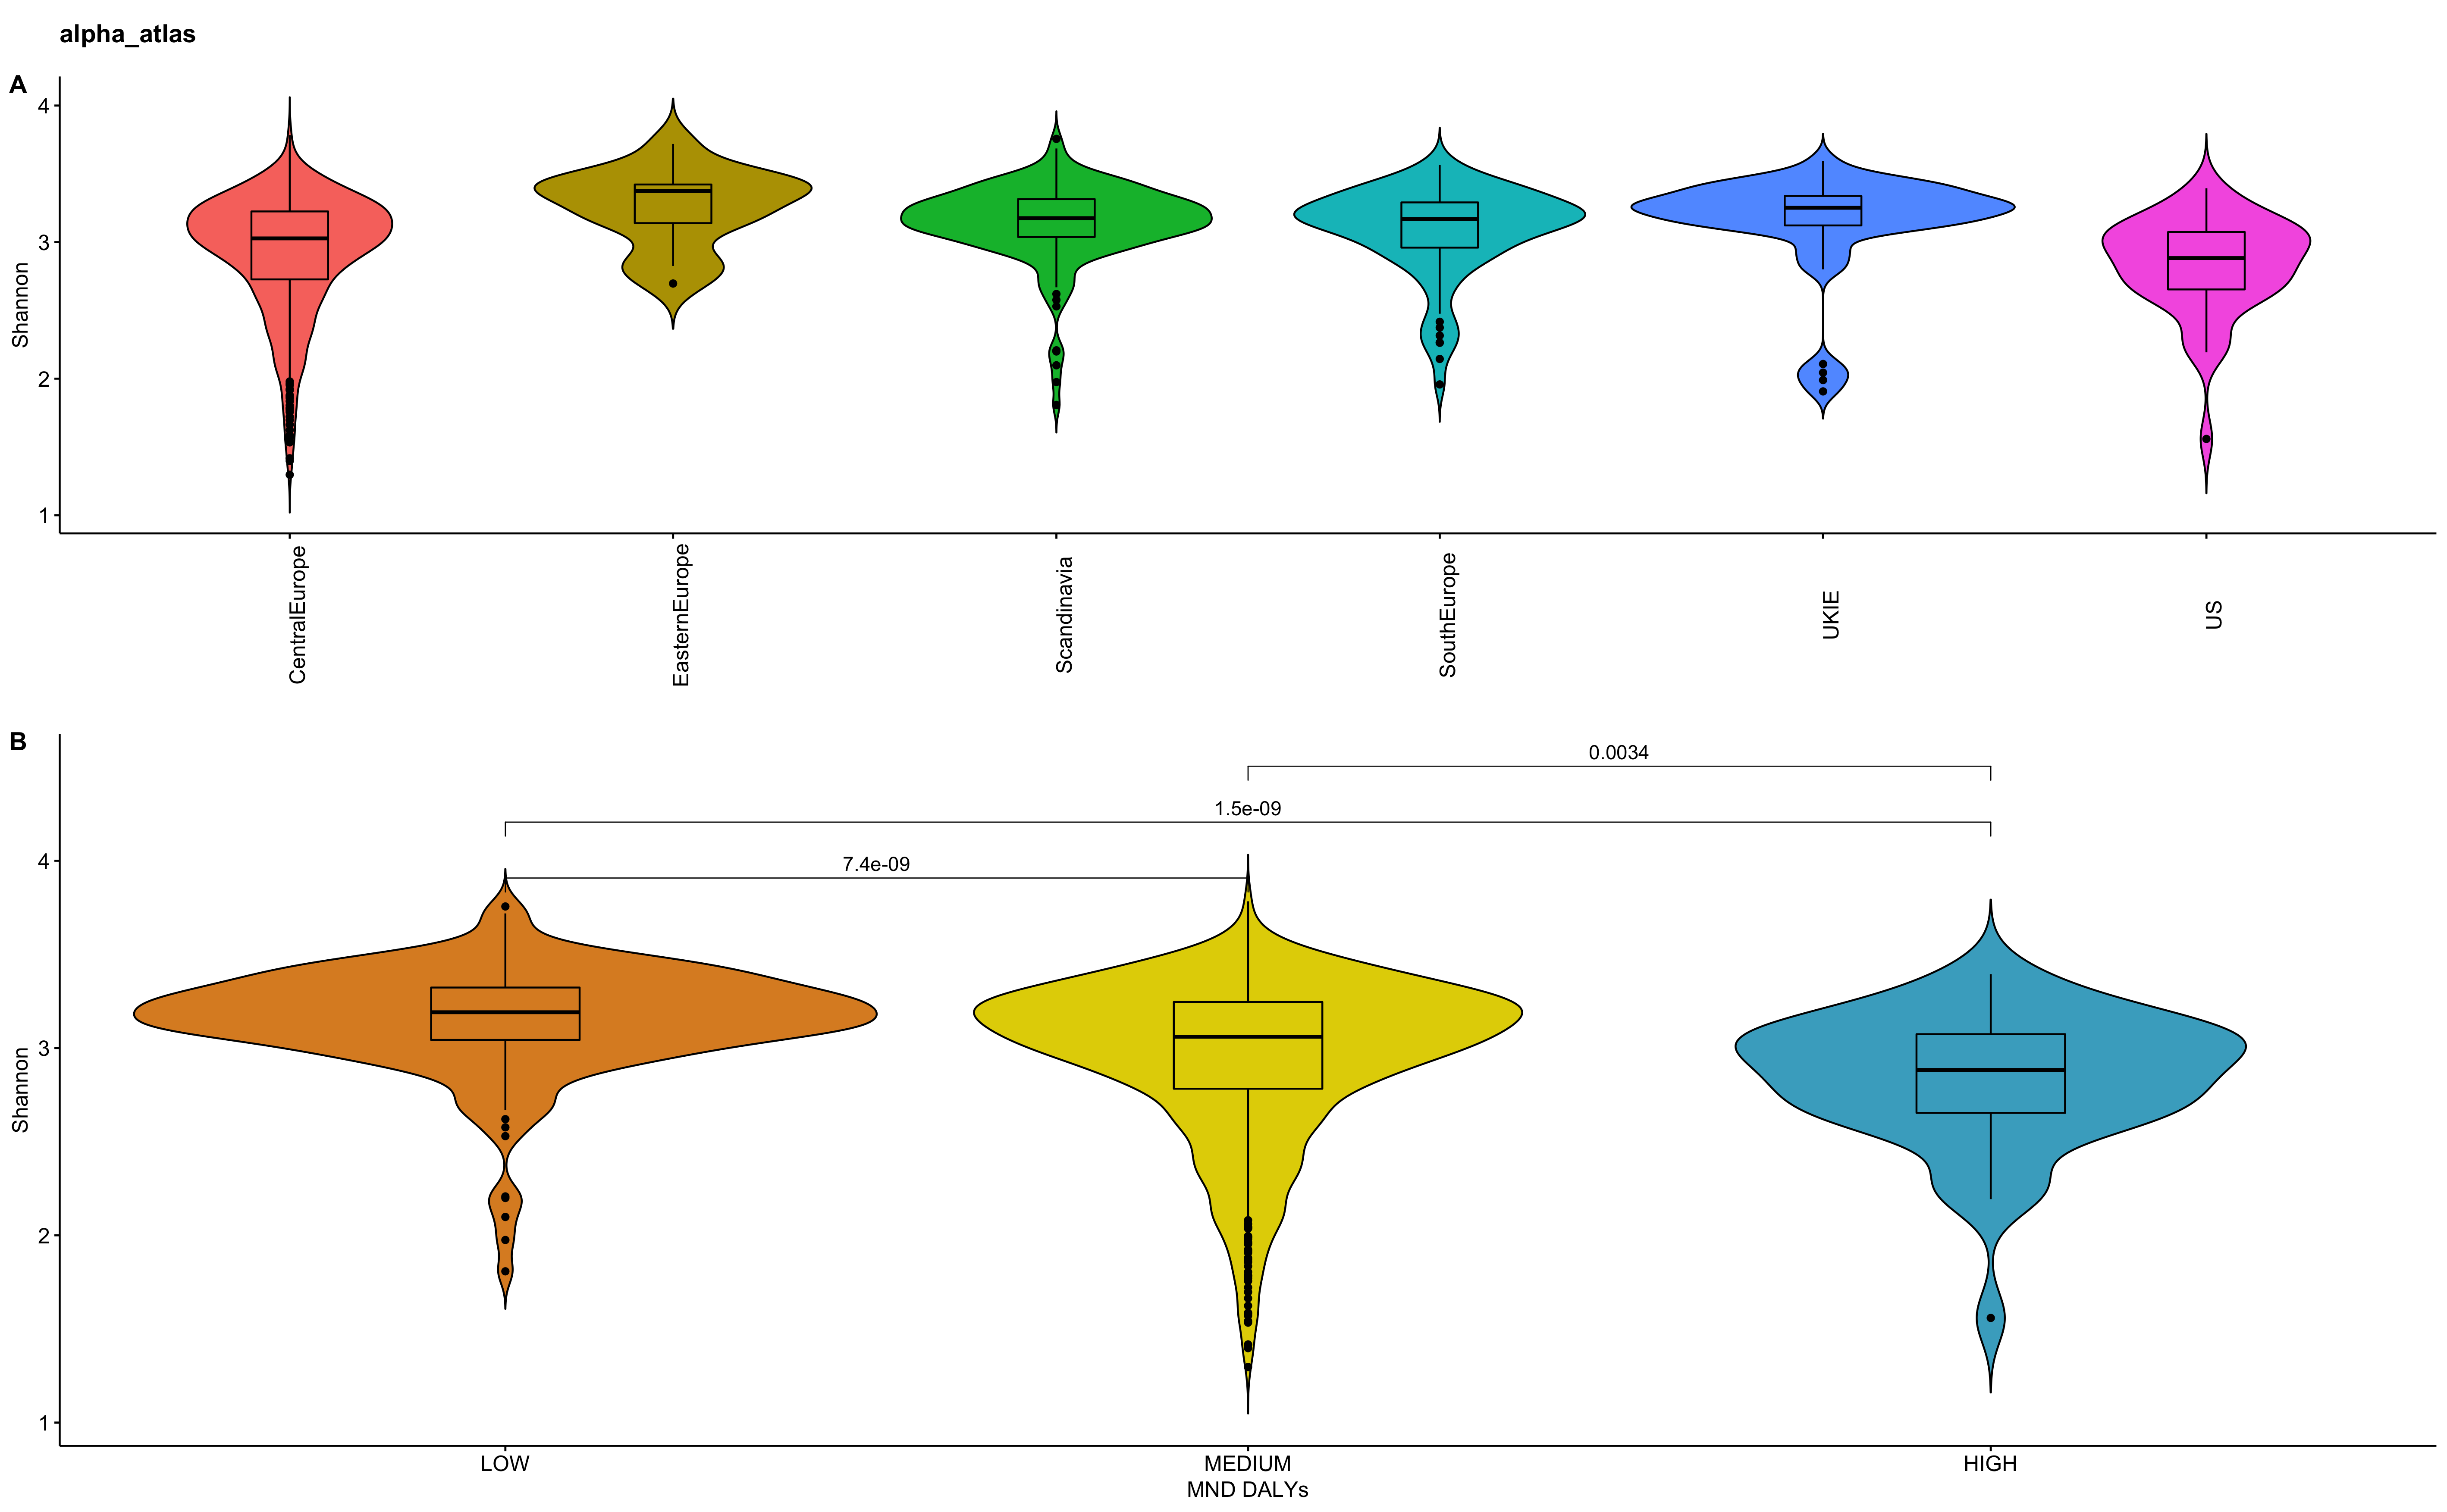 alpha_atlas
A
4
3
2
1
Shannon
CentralEurope
EasternEurope
Scandinavia
SouthEurope
UKIE
US
B
0.0034
1.5e-09
7.4e-09
4
3
2
1
Shannon
LOW
MEDIUM
HIGH
MND DALYs